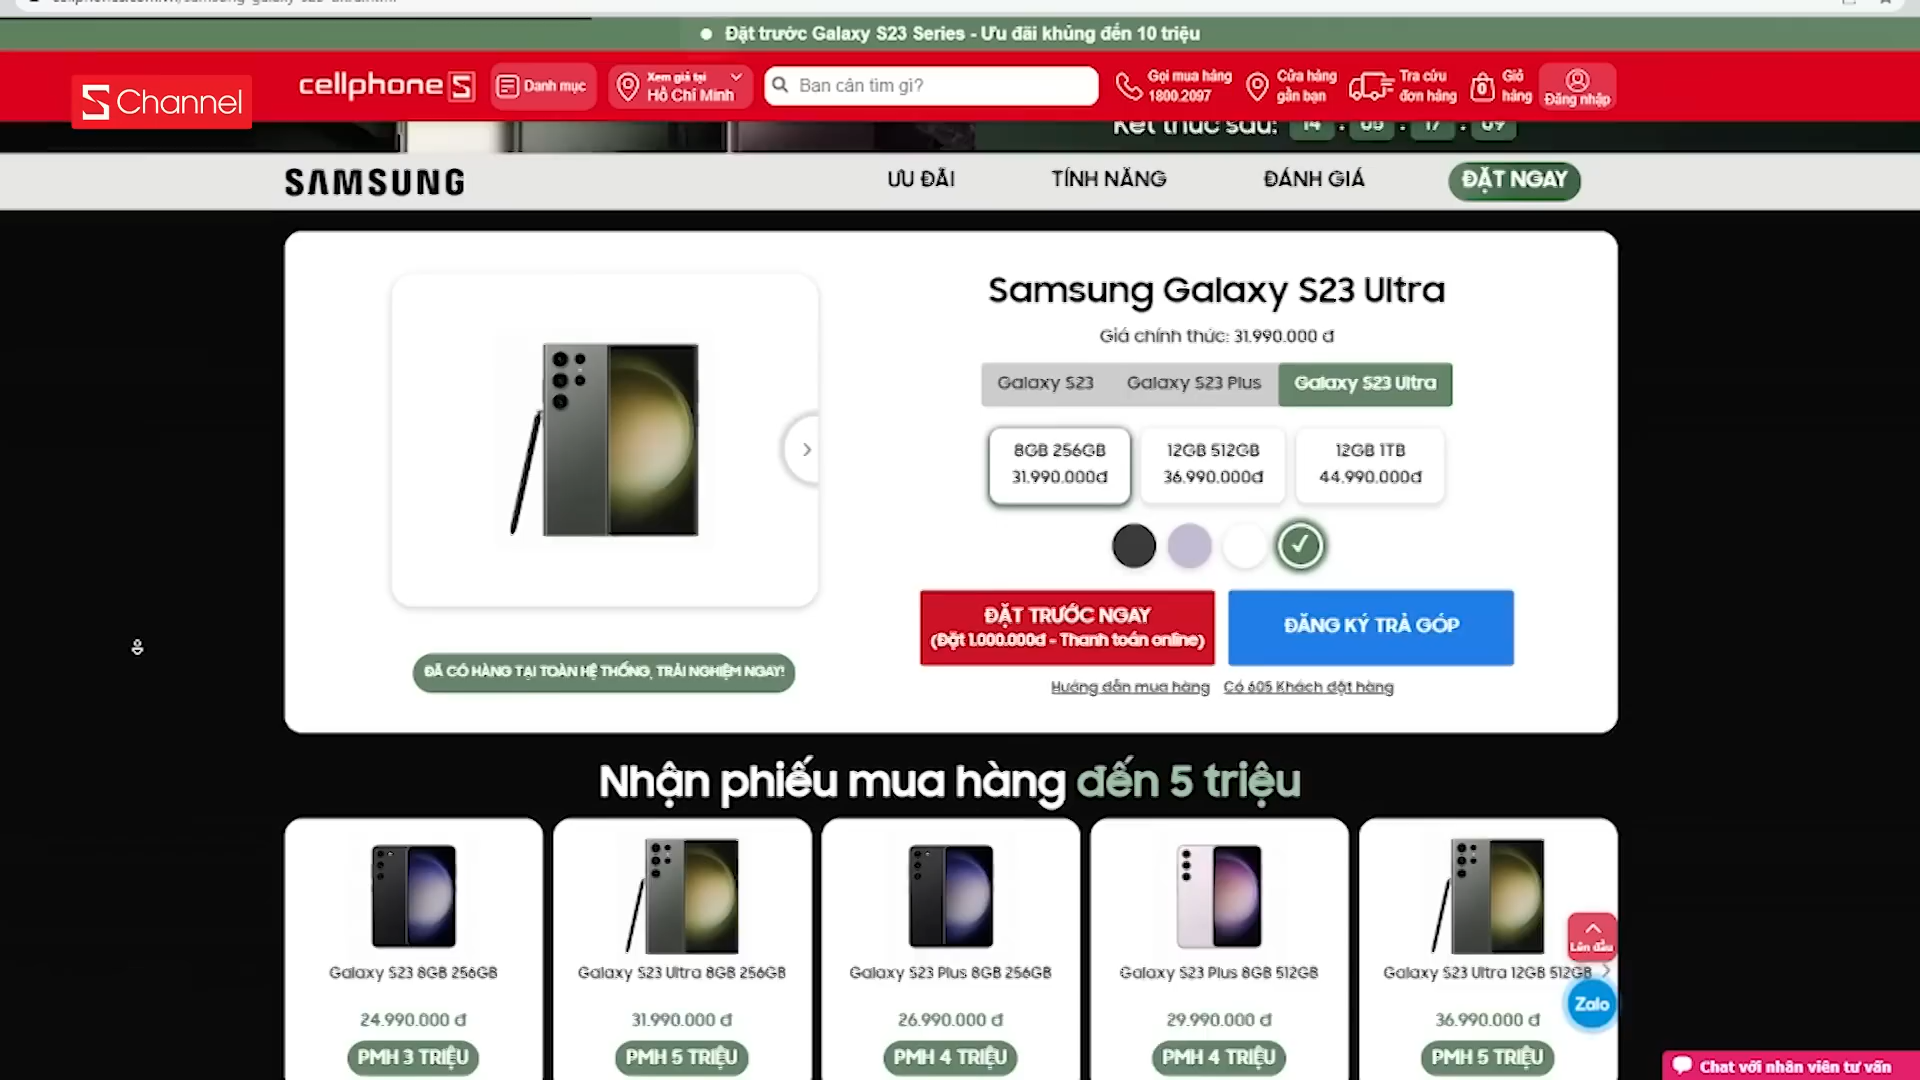 Đặt trước Galaxy S23 Series - Ưu đãi khủng đến 10 triệu
S Channel
cellphoneS
Danh mục
Xem giá tại
Hồ Chí Minh
Bạn cần tìm gì?
Gọi mua hàng
1800.2097
Cửa hàng
gần bạn
Tra cứu
đơn hàng
0
Giỏ
hàng
Đăng nhập
Kết thúc sau: 14 : 05 : 17 : 09
SAMSUNG
ƯU ĐÃI
TÍNH NĂNG
ĐÁNH GIÁ
ĐẶT NGAY
Samsung Galaxy S23 Ultra
Giá chính thức: 31.990.000 đ
Galaxy S23
Galaxy S23 Plus
Galaxy S23 Ultra
8GB 256GB
31.990.000đ
12GB 512GB
36.990.000đ
12GB 1TB
44.990.000đ
ĐẶT TRƯỚC NGAY
(Đặt 1.000.000đ - Thanh toán online)
ĐĂNG KÝ TRẢ GÓP
Hướng dẫn mua hàng
Có 605 Khách đặt hàng
ĐÃ CÓ HÀNG TẠI TOÀN HỆ THỐNG, TRẢI NGHIỆM NGAY!
Nhận phiếu mua hàng đến 5 triệu
Galaxy S23 8GB 256GB
24.990.000 đ
PMH 3 TRIỆU
Galaxy S23 Ultra 8GB 256GB
31.990.000 đ
PMH 5 TRIỆU
Galaxy S23 Plus 8GB 256GB
26.990.000 đ
PMH 4 TRIỆU
Galaxy S23 Plus 8GB 512GB
29.990.000 đ
PMH 4 TRIỆU
Galaxy S23 Ultra 12GB 512GB
36.990.000 đ
PMH 5 TRIỆU
Lên đầu
Zalo
Chat với nhân viên tư vấn